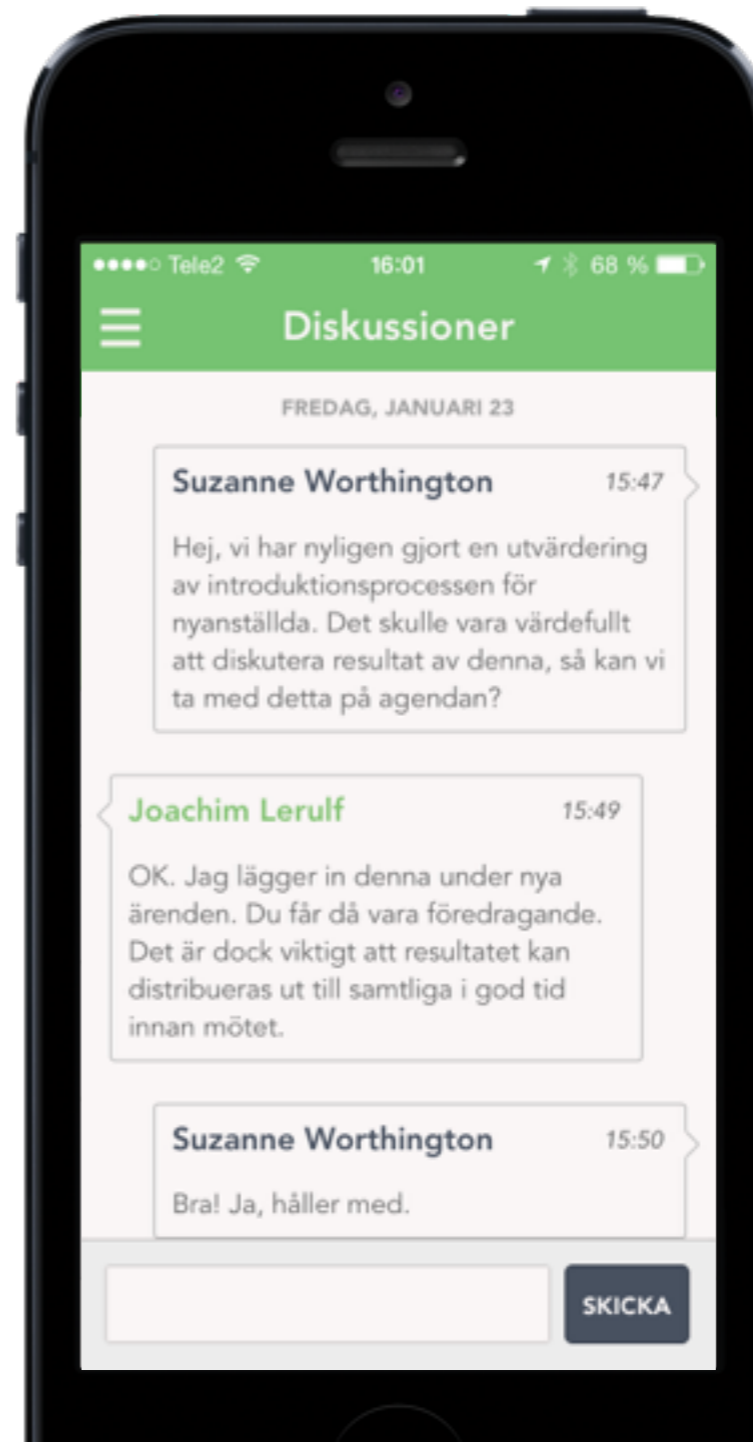 Tele2 16:01 68 %
Diskussioner
FREDAG, JANUARI 23
Suzanne Worthington 15:47
Hej, vi har nyligen gjort en utvärdering
av introduktionsprocessen för
nyanställda. Det skulle vara värdefullt
att diskutera resultat av denna, så kan vi
ta med detta på agendan?
Joachim Lerulf 15:49
OK. Jag lägger in denna under nya
ärenden. Du får då vara föredragande.
Det är dock viktigt att resultatet kan
distribueras ut till samtliga i god tid
innan mötet.
Suzanne Worthington 15:50
Bra! Ja, håller med.
SKICKA